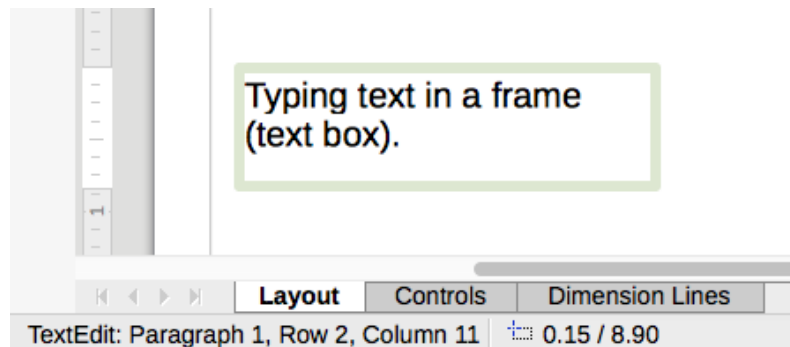 Typing text in a frame
(text box).
1
Layout Controls Dimension Lines
TextEdit: Paragraph 1, Row 2, Column 11 0.15 / 8.90